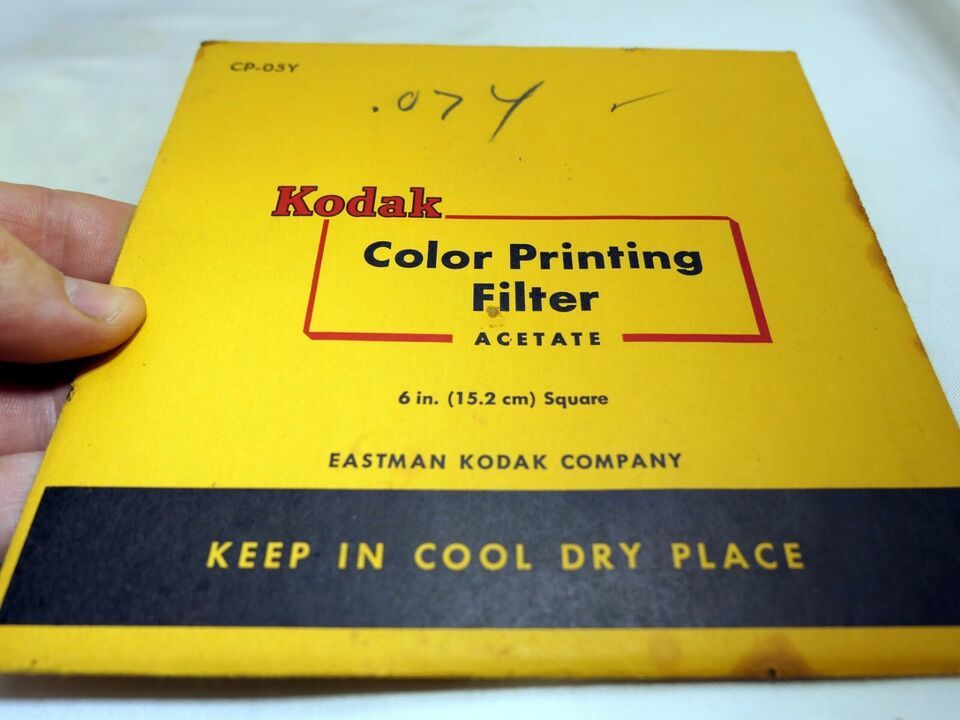 CP-05Y
.07Y
Kodak
Color Printing
Filter
ACETATE
6 in. (15.2 cm) Square
EASTMAN KODAK COMPANY
KEEP IN COOL DRY PLACE